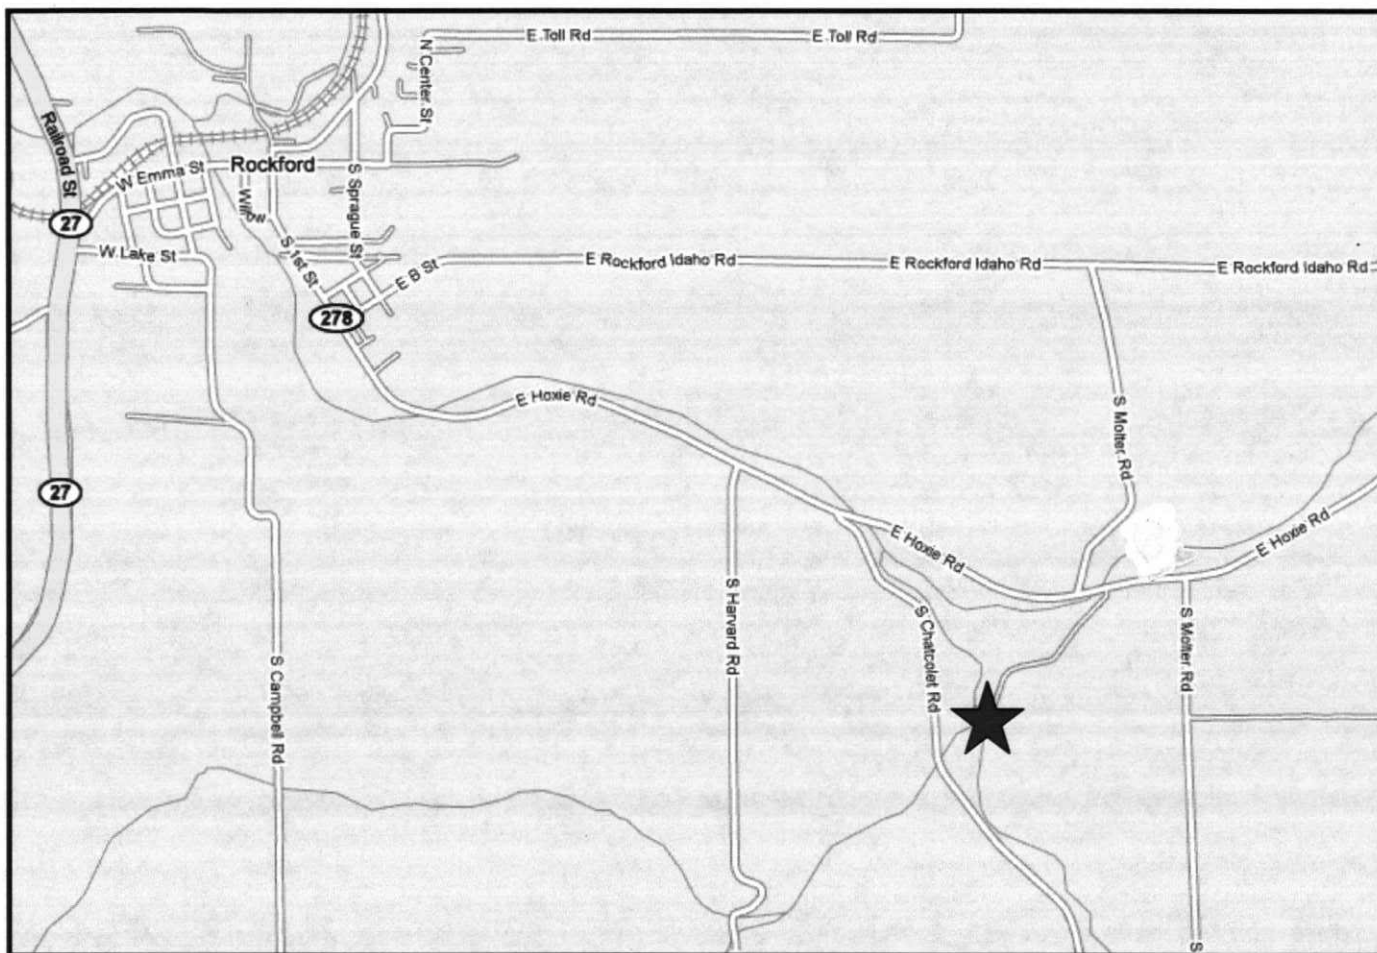 E Toll Rd
E Toll Rd
N Center St
Railroad St
Rockford
W Emma St
S Sprague St
Willow
27
W Lake St
S 1st St
E B St
E Rockford Idaho Rd
E Rockford Idaho Rd
E Rockford Idaho Rd
278
E Hoxie Rd
S Molter Rd
27
E Hoxie Rd
E Hoxie Rd
S Harvard Rd
S Chatcolet Rd
S Molter Rd
S Campbell Rd
S